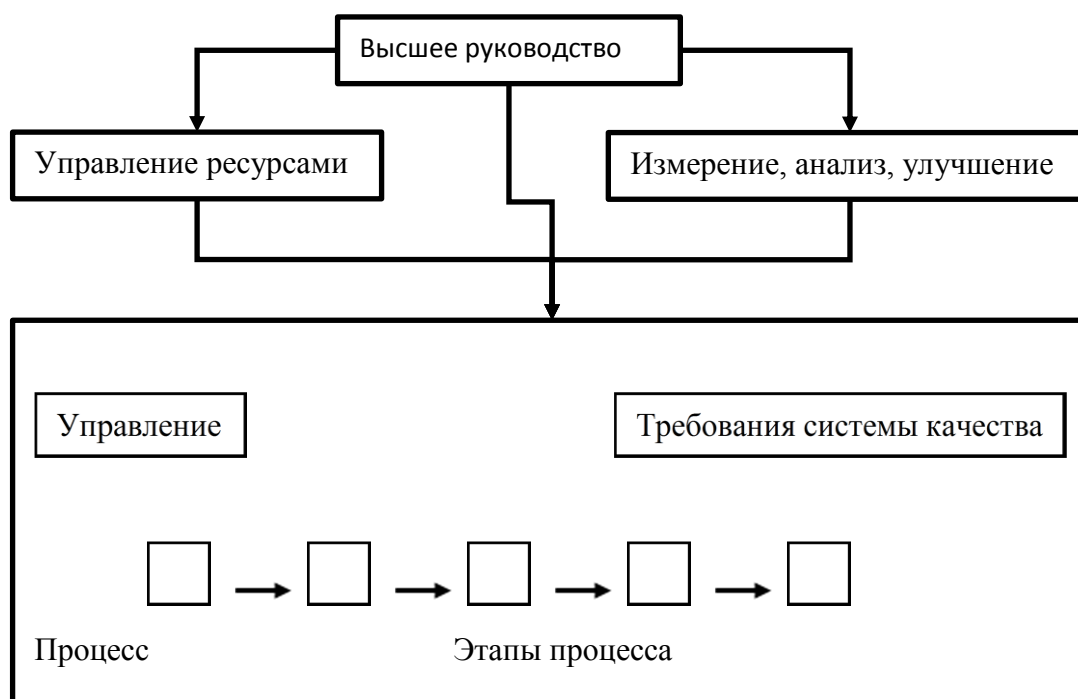 Высшее руководство
Управление ресурсами
Измерение, анализ, улучшение
Управление
Требования системы качества
Процесс
Этапы процесса